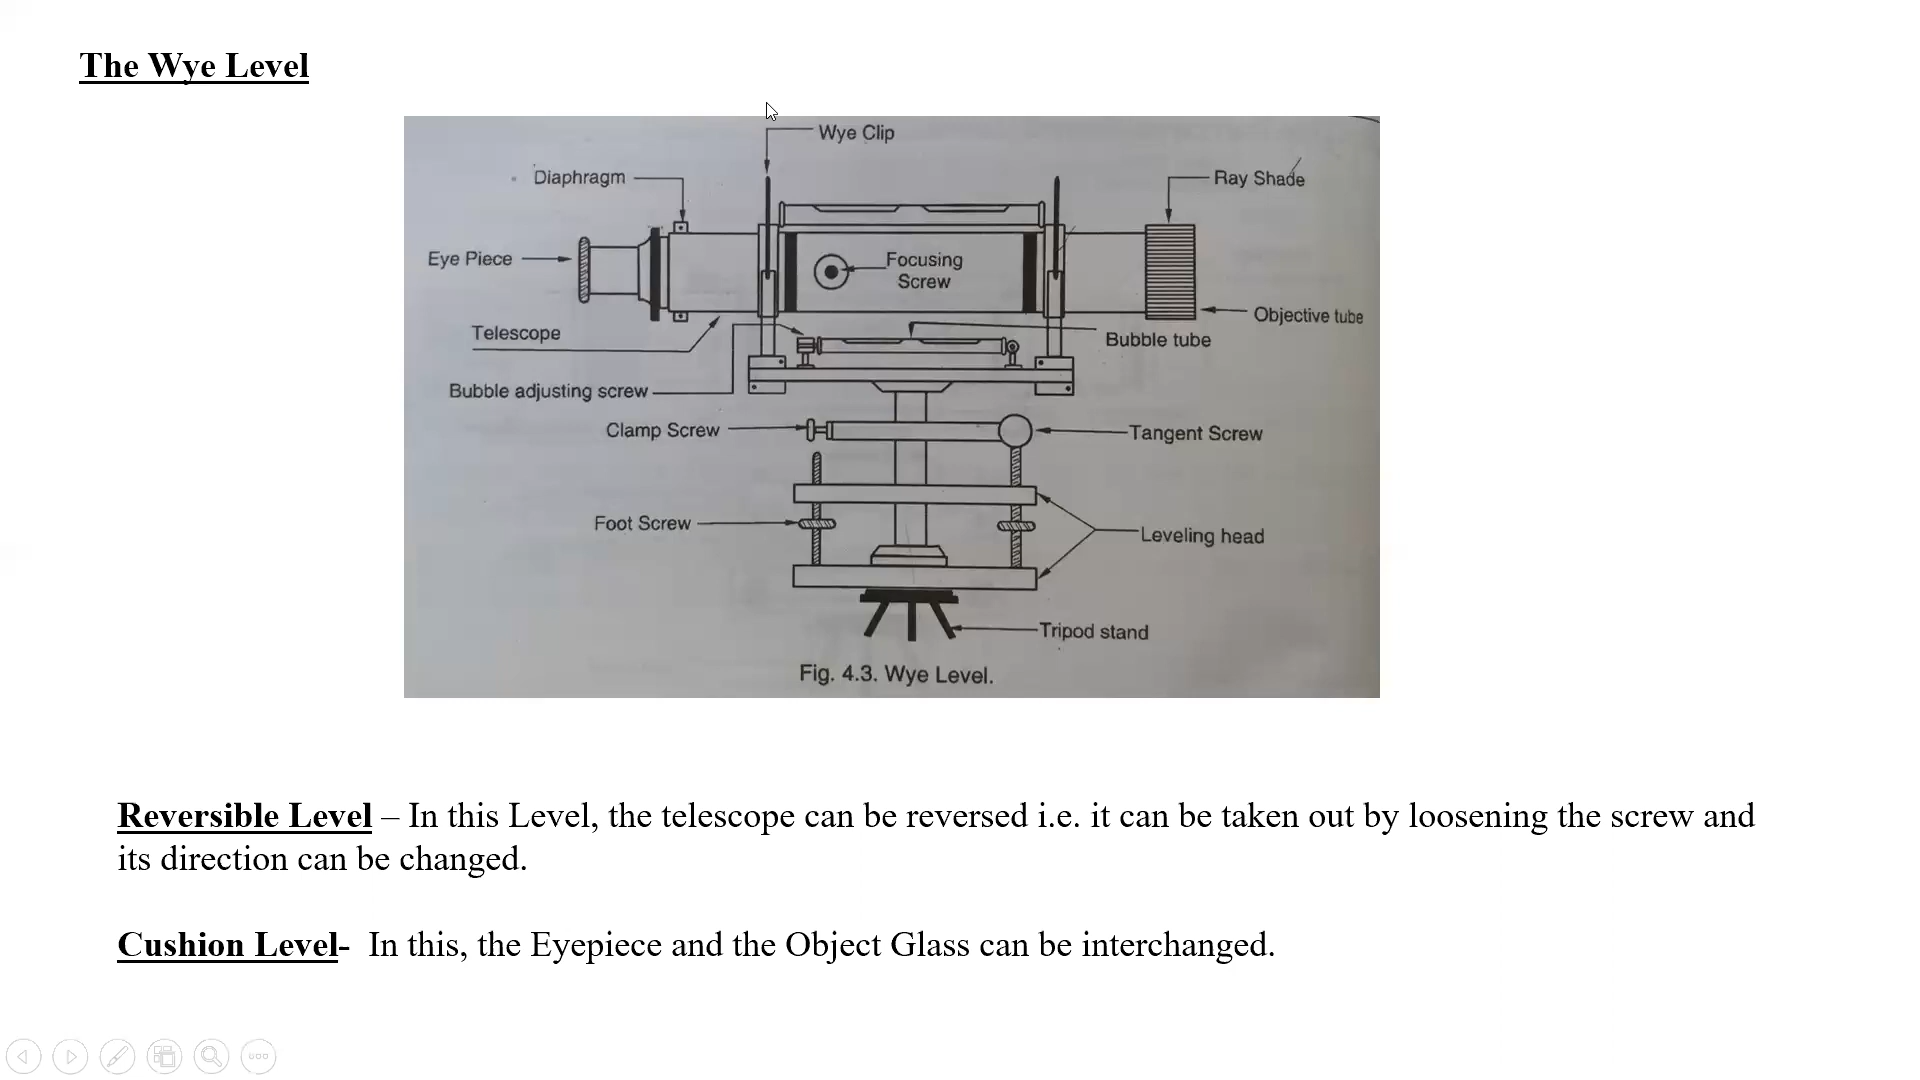 The Wye Level
Wye Clip
Diaphragm
Ray Shade
Eye Piece
Focusing
Screw
Objective tube
Telescope
Bubble tube
Bubble adjusting screw
Clamp Screw
Tangent Screw
Foot Screw
Leveling head
Tripod stand
Fig. 4.3. Wye Level.
Reversible Level – In this Level, the telescope can be reversed i.e. it can be taken out by loosening the screw and
its direction can be changed.
Cushion Level- In this, the Eyepiece and the Object Glass can be interchanged.